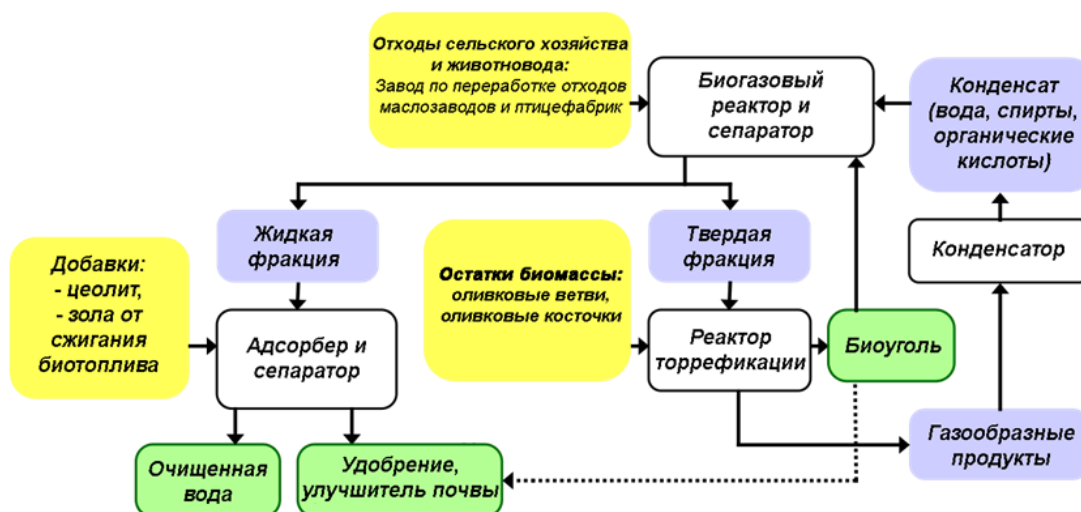 Отходы сельского хозяйства
и животновода:
Завод по переработке отходов
маслозаводов и птицефабрик
Биогазовый
реактор и
сепаратор
Конденсат
(вода, спирты,
органические
кислоты)
Жидкая
фракция
Твердая
фракция
Конденсатор
Добавки:
- цеолит,
- зола от
сжигания
биотоплива
Остатки биомассы:
оливковые ветви,
оливковые косточки
Адсорбер и
сепаратор
Реактор
торрефикации
Биоуголь
Очищенная
вода
Удобрение,
улучшитель почвы
Газообразные
продукты